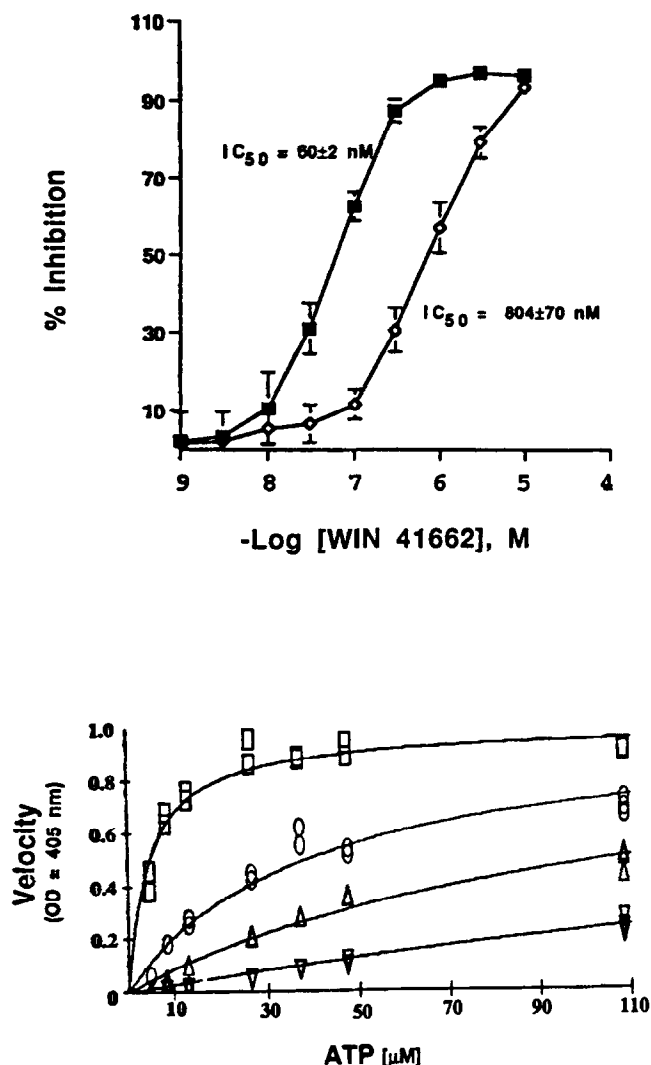 110
90
70
50
30
10
% Inhibition
IC50 = 60±2 nM
IC50 = 804±70 nM
9 8 7 6 5 4
-Log [WIN 41662], M
1.0
0.8
0.6
0.4
0.2
0
Velocity
(OD = 405 nm)
10 30 50 70 90 110
ATP [µM]